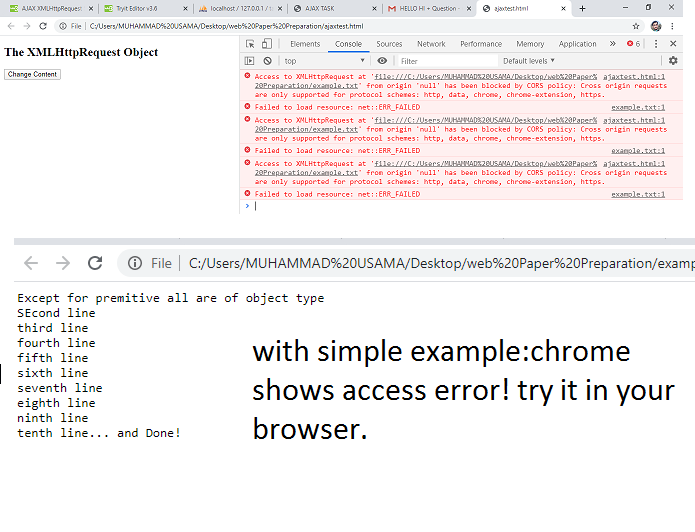 AJAX XMLHttpRequest
Tryit Editor v3.6
localhost / 127.0.0.1 /
AJAX TASK
HELLO HI + Question -
ajaxtest.html
File | C:/Users/MUHAMMAD%20USAMA/Desktop/web%20Paper%20Preparation/ajaxtest.html
The XMLHttpRequest Object
Change Content
Elements Console Sources Network Performance Memory Application » 6
top Filter Default levels
Access to XMLHttpRequest at 'file:///C:/Users/MUHAMMAD%20USAMA/Desktop/web%20Paper% ajaxtest.html:1
20Preparation/example.txt' from origin 'null' has been blocked by CORS policy: Cross origin requests
are only supported for protocol schemes: http, data, chrome, chrome-extension, https.
Failed to load resource: net::ERR_FAILED example.txt:1
Access to XMLHttpRequest at 'file:///C:/Users/MUHAMMAD%20USAMA/Desktop/web%20Paper% ajaxtest.html:1
20Preparation/example.txt' from origin 'null' has been blocked by CORS policy: Cross origin requests
are only supported for protocol schemes: http, data, chrome, chrome-extension, https.
Failed to load resource: net::ERR_FAILED example.txt:1
Access to XMLHttpRequest at 'file:///C:/Users/MUHAMMAD%20USAMA/Desktop/web%20Paper% ajaxtest.html:1
20Preparation/example.txt' from origin 'null' has been blocked by CORS policy: Cross origin requests
are only supported for protocol schemes: http, data, chrome, chrome-extension, https.
Failed to load resource: net::ERR_FAILED example.txt:1
File | C:/Users/MUHAMMAD%20USAMA/Desktop/web%20Paper%20Preparation/examp
Except for premitive all are of object type
SEcond line
third line
fourth line
fifth line
sixth line
seventh line
eighth line
ninth line
tenth line... and Done!
with simple example:chrome
shows access error! try it in your
browser.